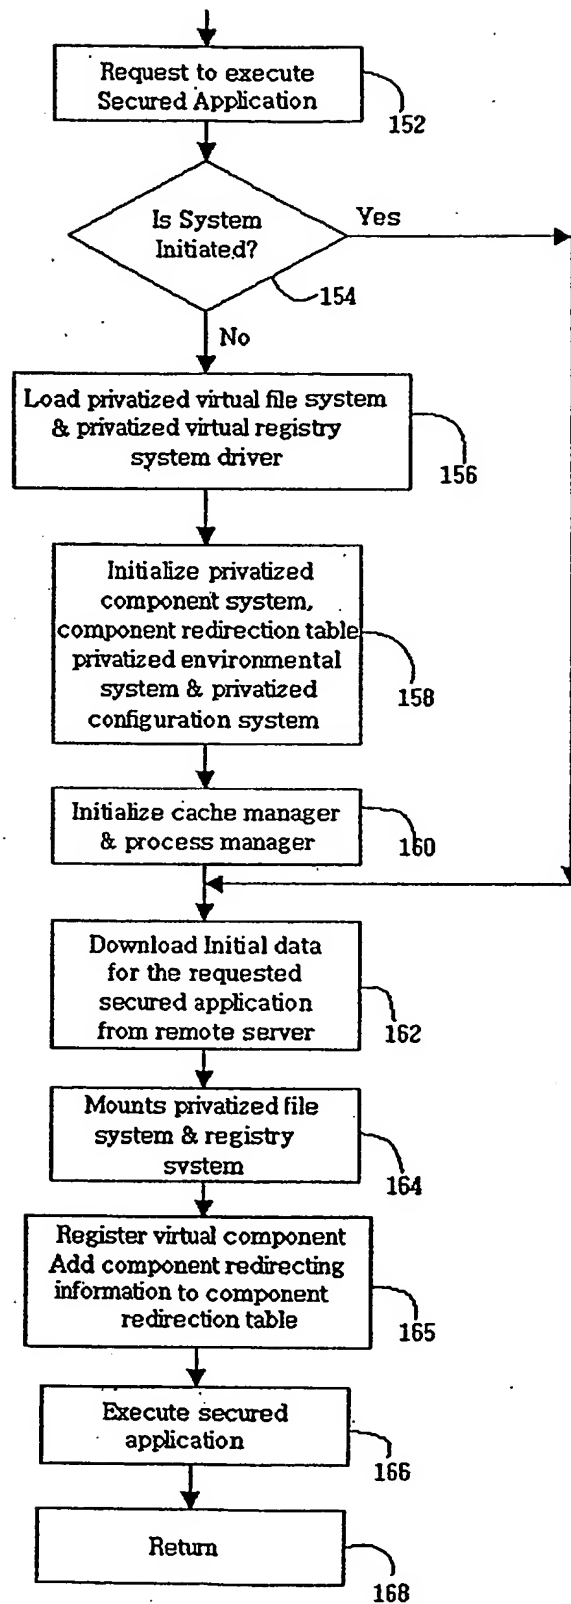 Request to execute
Secured Application
152
Is System
Initiated?
Yes
154
No
Load privatized virtual file system
& privatized virtual registry
system driver
156
Initialize privatized
component system,
component redirection table
privatized environmental
system & privatized
configuration system
158
Initialize cache manager
& process manager
160
Download Initial data
for the requested
secured application
from remote server
162
Mounts privatized file
system & registry
system
164
Register virtual component
Add component redirecting
information to component
redirection table
165
Execute secured
application
166
Return
168